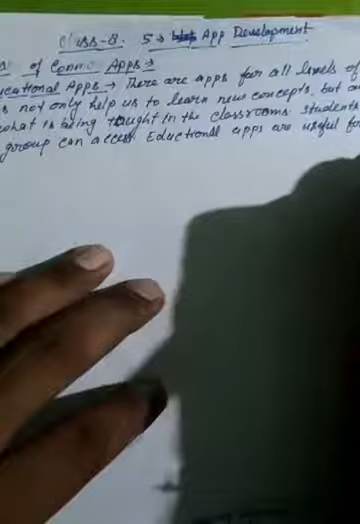 Class-8. 5→ App Development
of Common Apps→
ucational Apps → There are apps for all levels of
s not only help us to learn new concepts, but
what is being taught in the classrooms. Students
group can access. Eductional apps are useful for